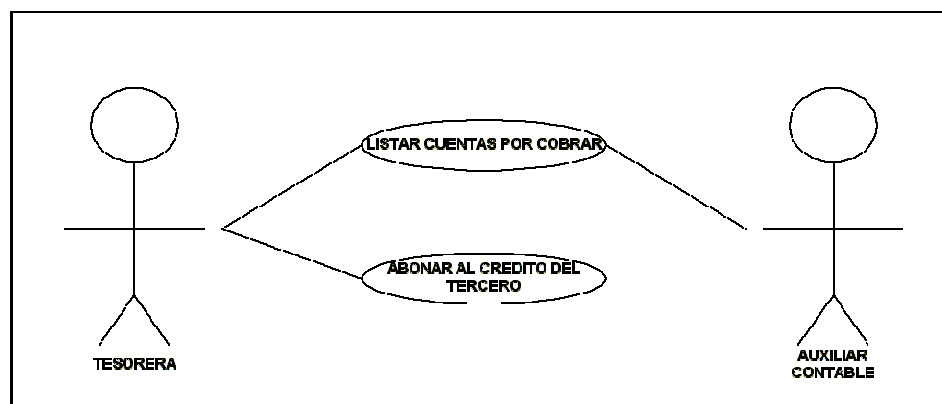 LISTAR CUENTAS POR COBRAR
ABONAR AL CREDITO DEL
TERCERO
TESORERA
AUXILIAR
CONTABLE